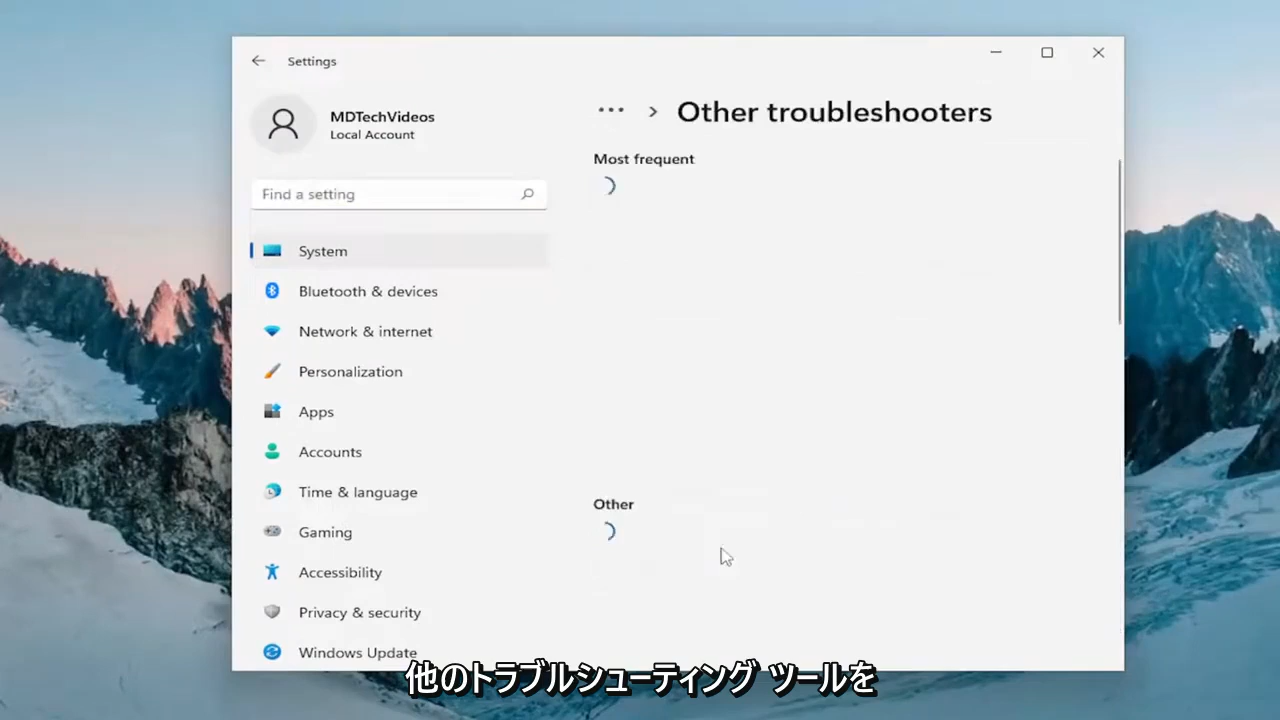 Settings
MDTechVideos
Local Account
Find a setting
System
Bluetooth & devices
Network & internet
Personalization
Apps
Accounts
Time & language
Gaming
Accessibility
Privacy & security
Windows Update
... > Other troubleshooters
Most frequent
Other
他のトラブルシューティング ツールを